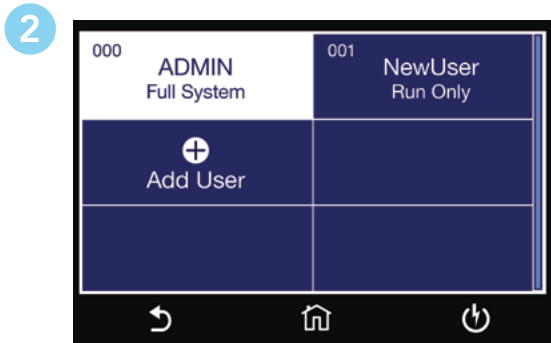 2
000
ADMIN
Full System
001
NewUser
Run Only
Add User